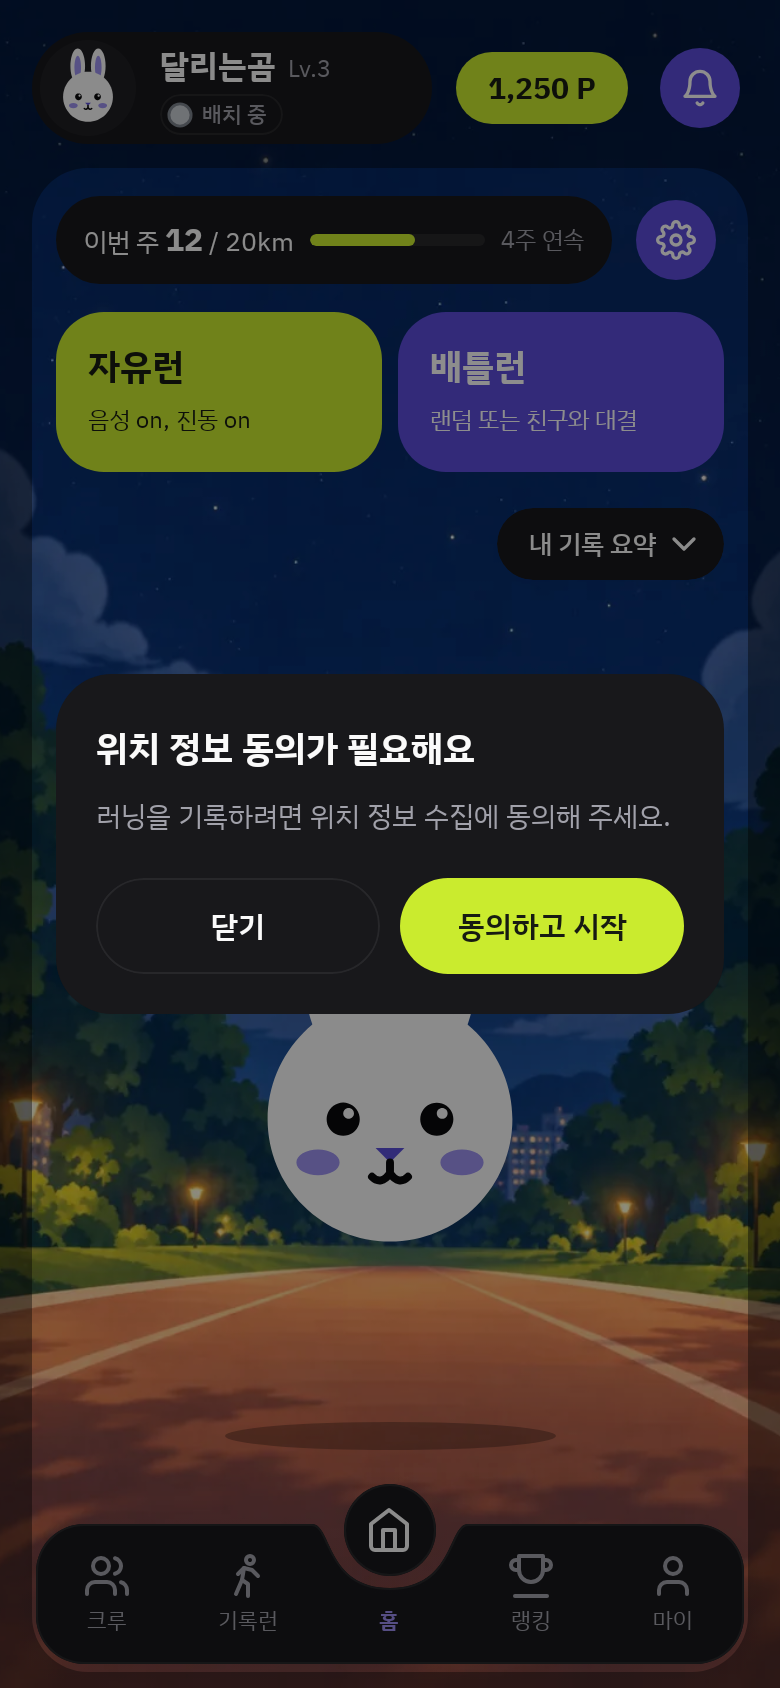 달리는곰 Lv.3
배치 중
1,250 P
이번 주 12 / 20km 4주 연속
자유런
음성 on, 진동 on
배틀런
랜덤 또는 친구와 대결
내 기록 요약
위치 정보 동의가 필요해요
러닝을 기록하려면 위치 정보 수집에 동의해 주세요.
닫기 동의하고 시작
크루 기록런 홈 랭킹 마이